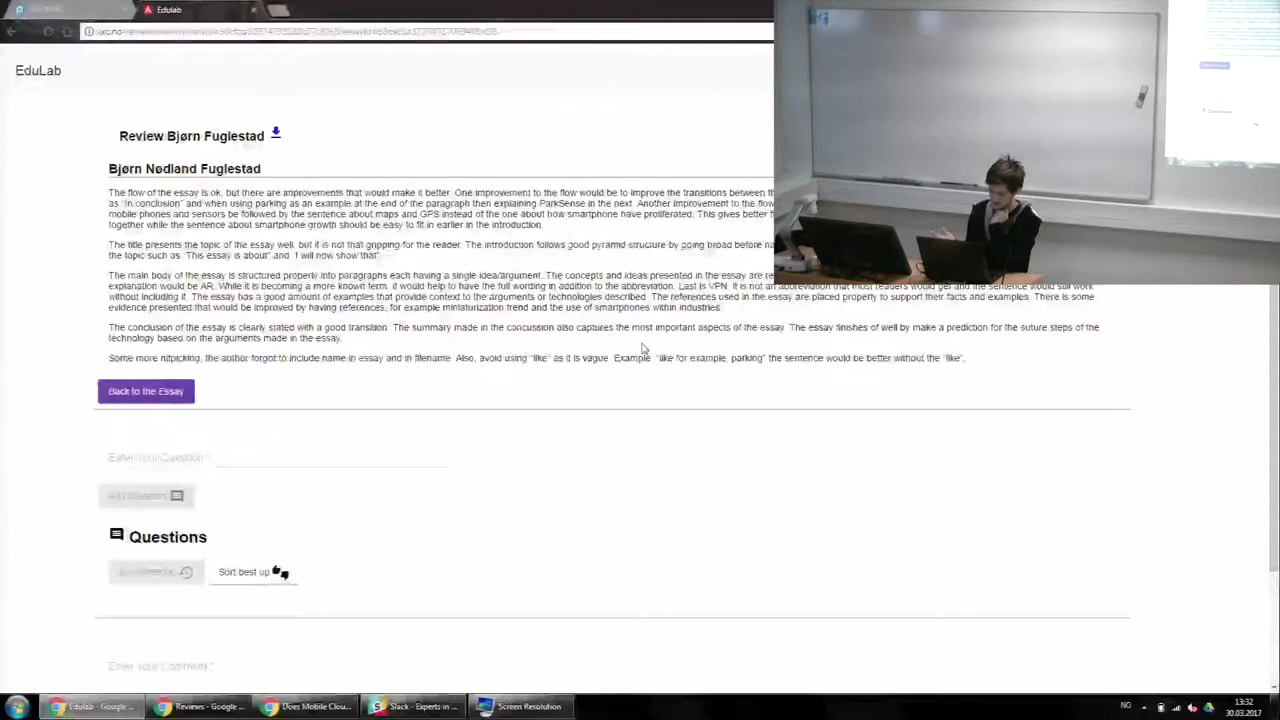 Edulab
EduLab
Review Bjørn Fuglestad
Bjørn Nødland Fuglestad
The flow of the essay is ok, but there are improvements that would make it better. One improvement to the flow would be to improve the transitions between th
as "In conclusion" and when using parking as an example at the end of the paragraph then explaining ParkSense in the next. Another improvement to the flow
mobile phones and sensors be followed by the sentence about maps and GPS instead of the one about how smartphone have proliferated. This gives better f
together while the sentence about smartphone growth should be easy to fit in earlier in the introduction.
The title presents the topic of the essay well, but it is not that gripping for the reader. The introduction follows good pyramid structure by going broad before na
the topic such as "This essay is about" and "I will now show that"
The main body of the essay is structured properly into paragraphs each having a single idea/argument. The concepts and ideas presented in the essay are re
explanation would be AR. While it is becoming a more known term, it would help to have the full wording in addition to the abbreviation. Last is VPN. It is not an abbreviation that most readers would get and the sentence would still work
without including it. The essay has a good amount of examples that provide context to the arguments or technologies described. The references used in the essay are placed properly to support their facts and examples. There is some
evidence presented that would be improved by having references, for example miniaturization trend and the use of smartphones within industries.
The conclusion of the essay is clearly stated with a good transition. The summary made in the concussion also captures the most important aspects of the essay. The essay finishes of well by make a prediction for the suture steps of the
technology based on the arguments made in the essay.
Some more nitpicking, the author forgot to include name in essay and in filename. Also, avoid using "like" as it is vague. Example: "like for example, parking" the sentence would be better without the "like".
Back to the Essay
Enter your Question *
Add Question
Questions
Sort best up
Enter your Comment *
Edulab - Google ...
Reviews - Google ...
Does Mobile Clou...
Slack - Experts in ...
Screen Resolution
NO
13:32
30.03.2017